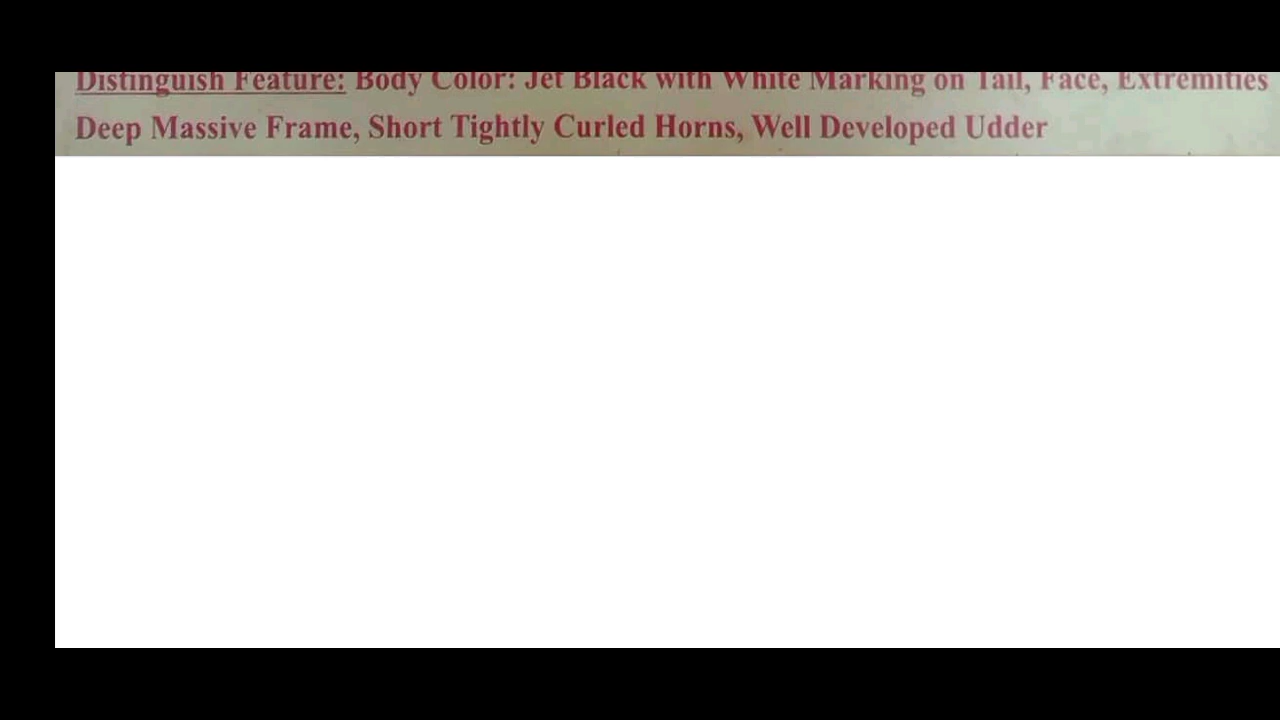 Distinguish Feature: Body Color: Jet Black with White Marking on Tail, Face, Extremities
Deep Massive Frame, Short Tightly Curled Horns, Well Developed Udder